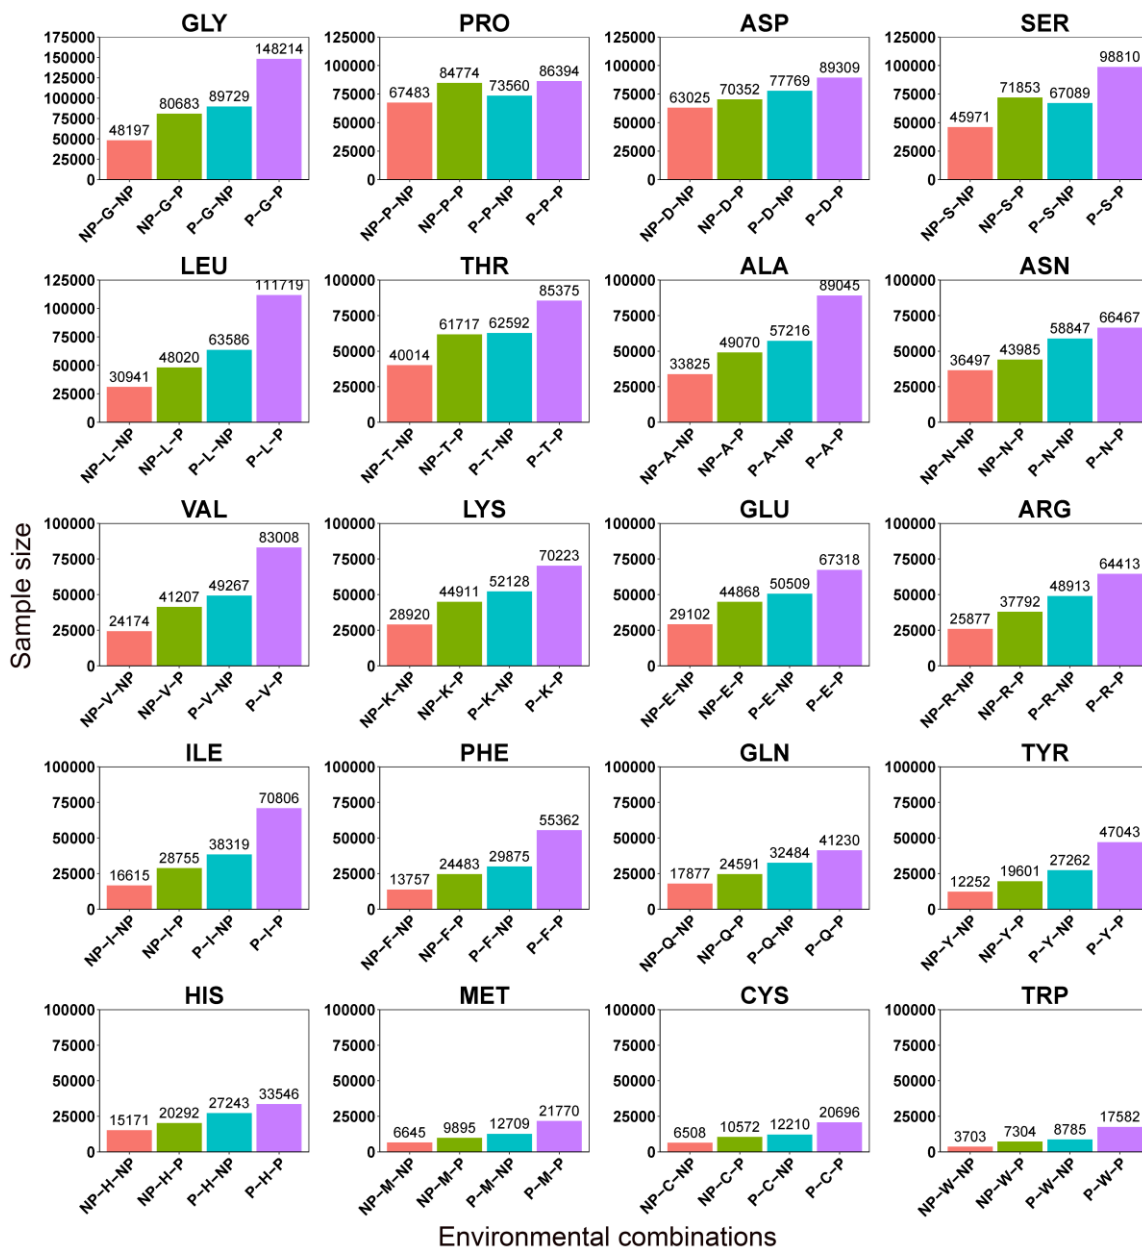 GLY
175000
150000
125000
100000
75000
50000
25000
0
48197
80683
89729
148214
NP-G-NP
NP-G-P
P-G-NP
P-G-P
PRO
125000
100000
75000
50000
25000
0
67483
84774
73560
86394
NP-P-NP
NP-P-P
P-P-NP
P-P-P
ASP
125000
100000
75000
50000
25000
0
63025
70352
77769
89309
NP-D-NP
NP-D-P
P-D-NP
P-D-P
SER
125000
100000
75000
50000
25000
0
45971
71853
67089
98810
NP-S-NP
NP-S-P
P-S-NP
P-S-P
LEU
125000
100000
75000
50000
25000
0
30941
48020
63586
111719
NP-L-NP
NP-L-P
P-L-NP
P-L-P
THR
100000
75000
50000
25000
0
40014
61717
62592
85375
NP-T-NP
NP-T-P
P-T-NP
P-T-P
ALA
100000
75000
50000
25000
0
33825
49070
57216
89045
NP-A-NP
NP-A-P
P-A-NP
P-A-P
ASN
100000
75000
50000
25000
0
36497
43985
58847
66467
NP-N-NP
NP-N-P
P-N-NP
P-N-P
Sample size
VAL
100000
75000
50000
25000
0
24174
41207
49267
83008
NP-V-NP
NP-V-P
P-V-NP
P-V-P
LYS
100000
75000
50000
25000
0
28920
44911
52128
70223
NP-K-NP
NP-K-P
P-K-NP
P-K-P
GLU
100000
75000
50000
25000
0
29102
44868
50509
67318
NP-E-NP
NP-E-P
P-E-NP
P-E-P
ARG
100000
75000
50000
25000
0
25877
37792
48913
64413
NP-R-NP
NP-R-P
P-R-NP
P-R-P
ILE
100000
75000
50000
25000
0
16615
28755
38319
70806
NP-I-NP
NP-I-P
P-I-NP
P-I-P
PHE
100000
75000
50000
25000
0
13757
24483
29875
55362
NP-F-NP
NP-F-P
P-F-NP
P-F-P
GLN
100000
75000
50000
25000
0
17877
24591
32484
41230
NP-Q-NP
NP-Q-P
P-Q-NP
P-Q-P
TYR
100000
75000
50000
25000
0
12252
19601
27262
47043
NP-Y-NP
NP-Y-P
P-Y-NP
P-Y-P
HIS
100000
75000
50000
25000
0
15171
20292
27243
33546
NP-H-NP
NP-H-P
P-H-NP
P-H-P
MET
100000
75000
50000
25000
0
6645
9895
12709
21770
NP-M-NP
NP-M-P
P-M-NP
P-M-P
CYS
100000
75000
50000
25000
0
6508
10572
12210
20696
NP-C-NP
NP-C-P
P-C-NP
P-C-P
TRP
100000
75000
50000
25000
0
3703
7304
8785
17582
NP-W-NP
NP-W-P
P-W-NP
P-W-P
Environmental combinations